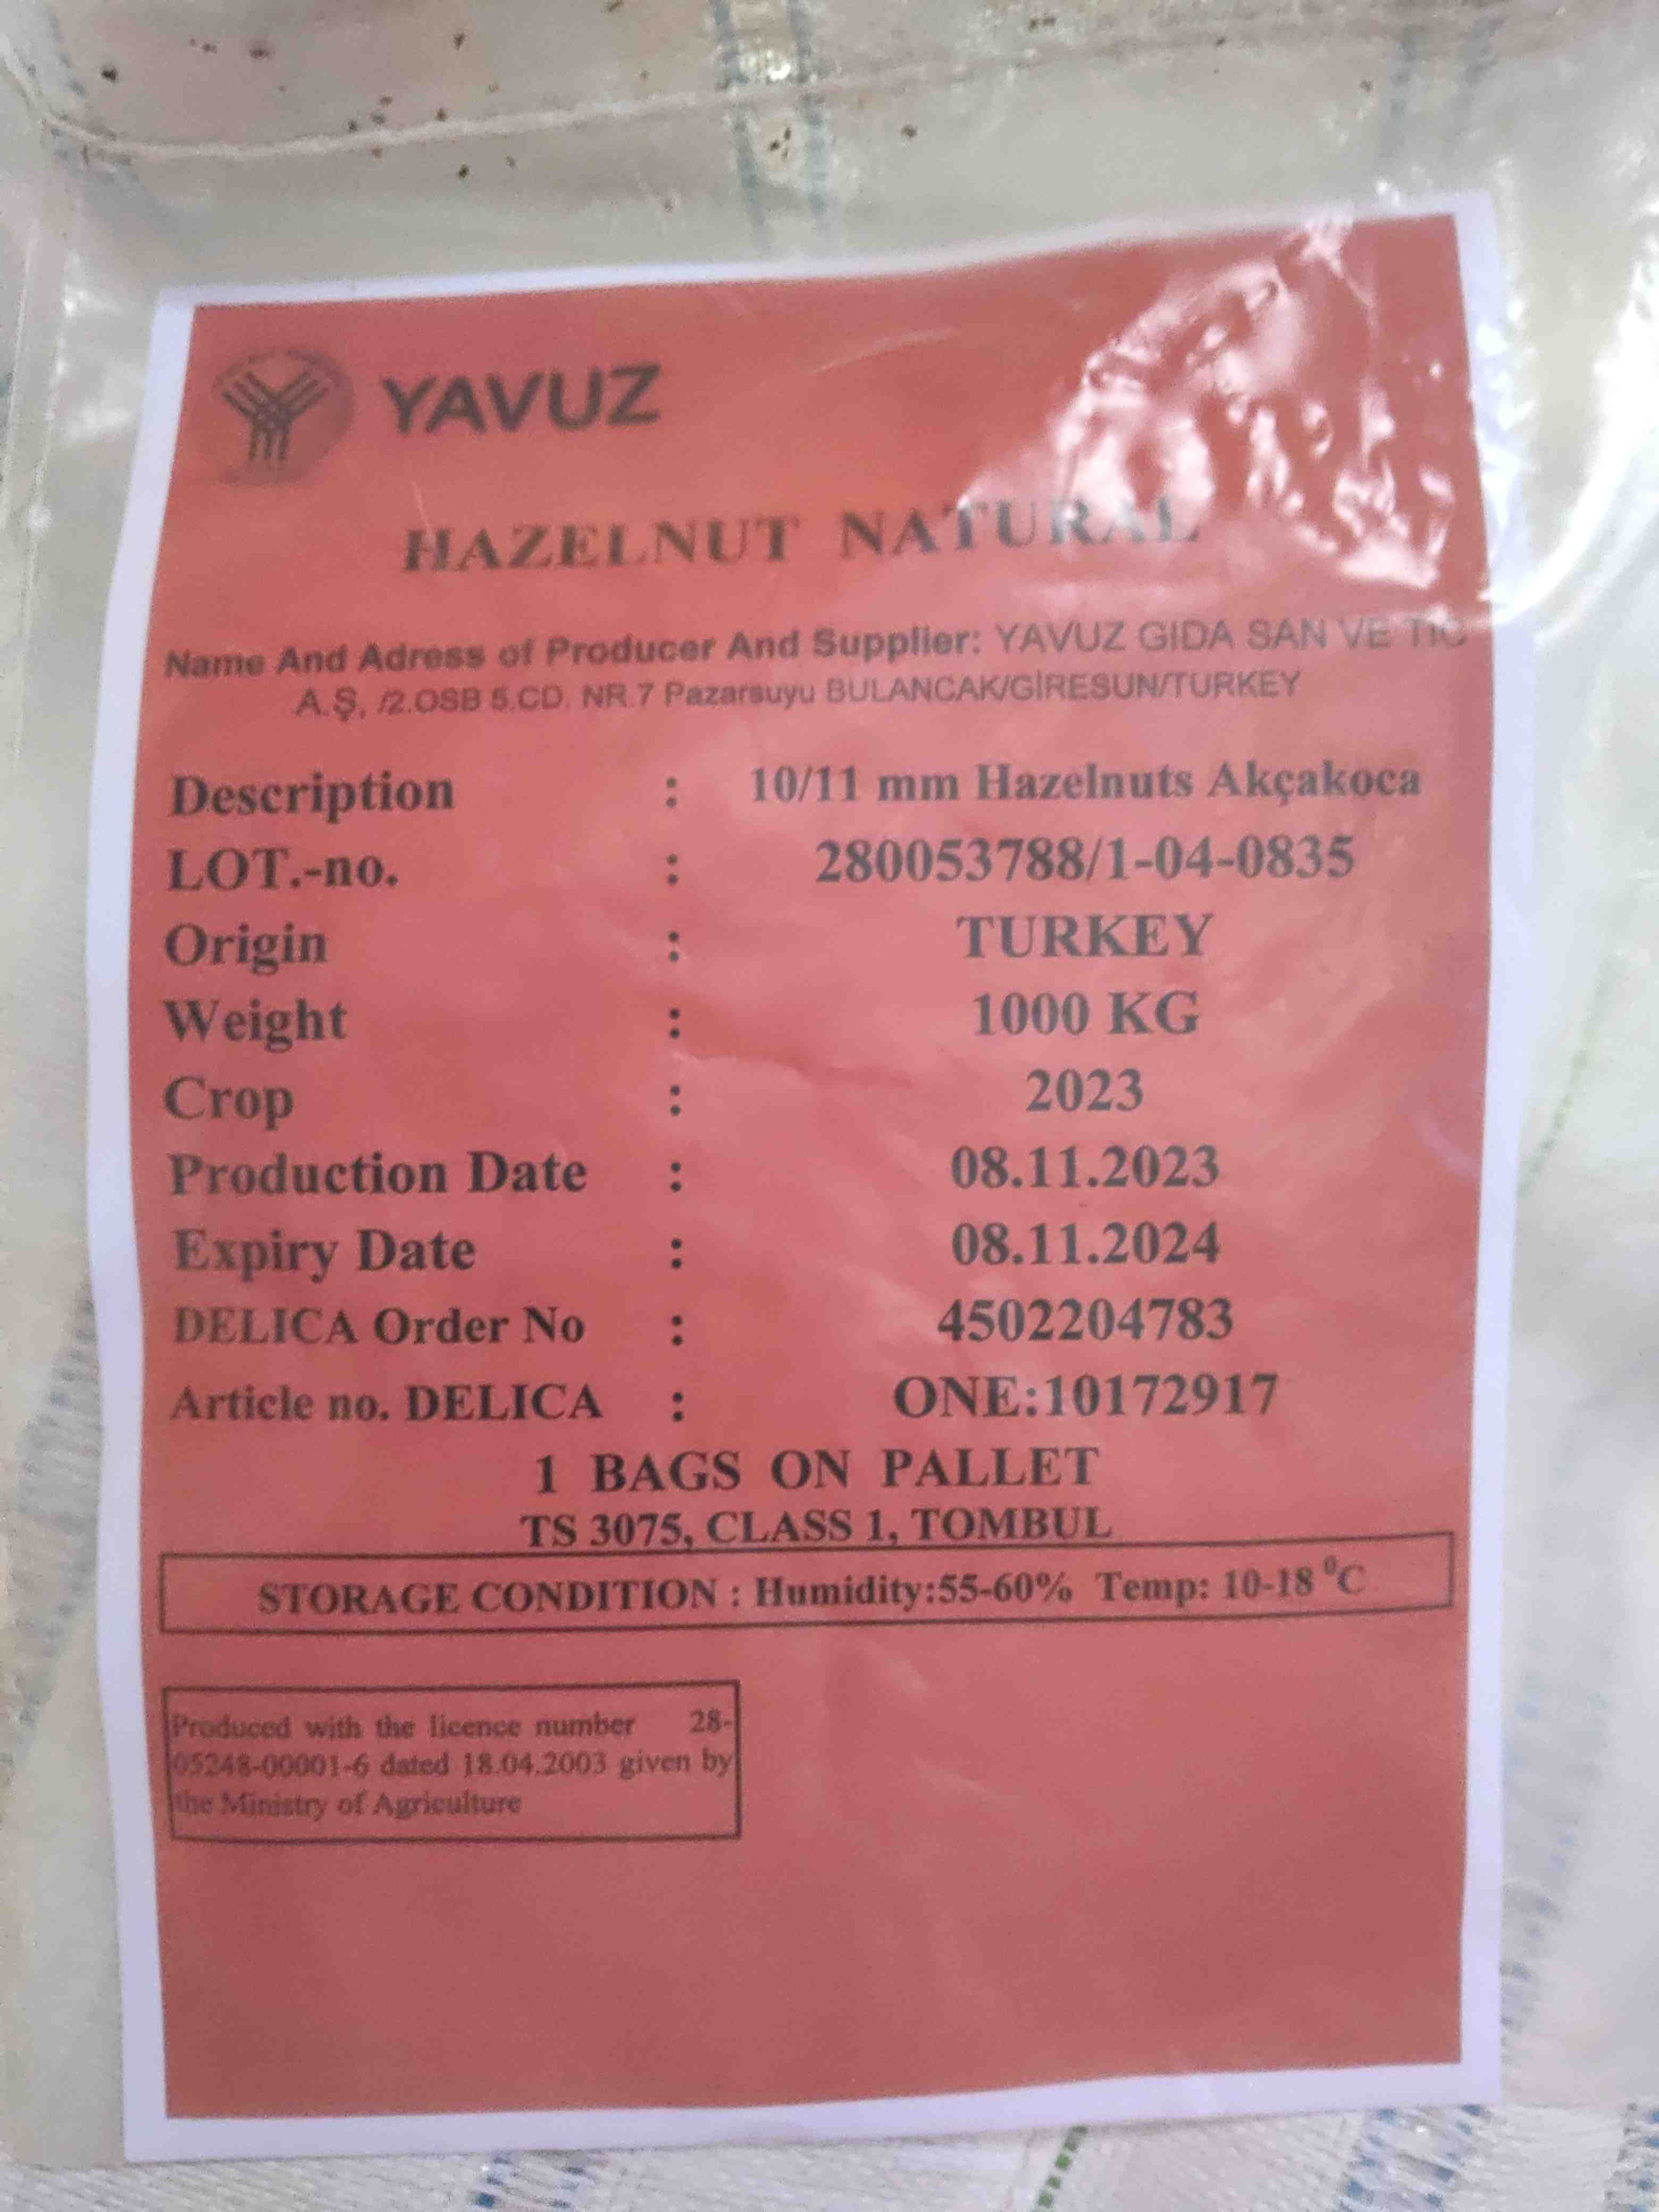 YAVUZ
HAZELNUT NATURAL
Name And Adress of Producer And Supplier: YAVUZ GIDA SAN VE TIC
A.Ş, /2.OSB 5.CD. NR.7 Pazarsuyu BULANCAK/GİRESUN/TURKEY
Description : 10/11 mm Hazelnuts Akçakoca
LOT.-no. : 280053788/1-04-0835
Origin : TURKEY
Weight : 1000 KG
Crop : 2023
Production Date : 08.11.2023
Expiry Date : 08.11.2024
DELICA Order No : 4502204783
Article no. DELICA : ONE:10172917
1 BAGS ON PALLET
TS 3075, CLASS 1, TOMBUL
STORAGE CONDITION : Humidity:55-60% Temp: 10-18 ⁰C
Produced with the licence number 28-
05248-00001-6 dated 18.04.2003 given by
the Ministry of Agriculture